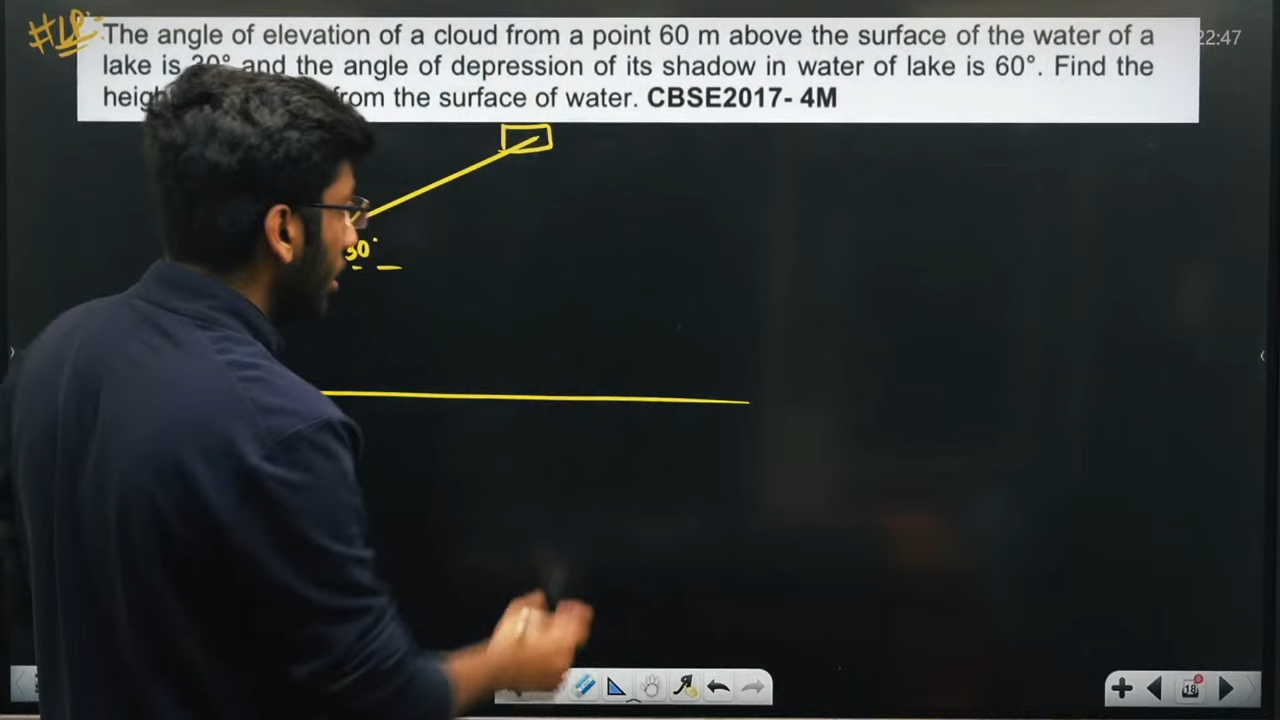 #LP.
The angle of elevation of a cloud from a point 60 m above the surface of the water of a
22:47
lake is 30° and the angle of depression of its shadow in water of lake is 60°. Find the
from the surface of water. CBSE2017- 4M
30°
18